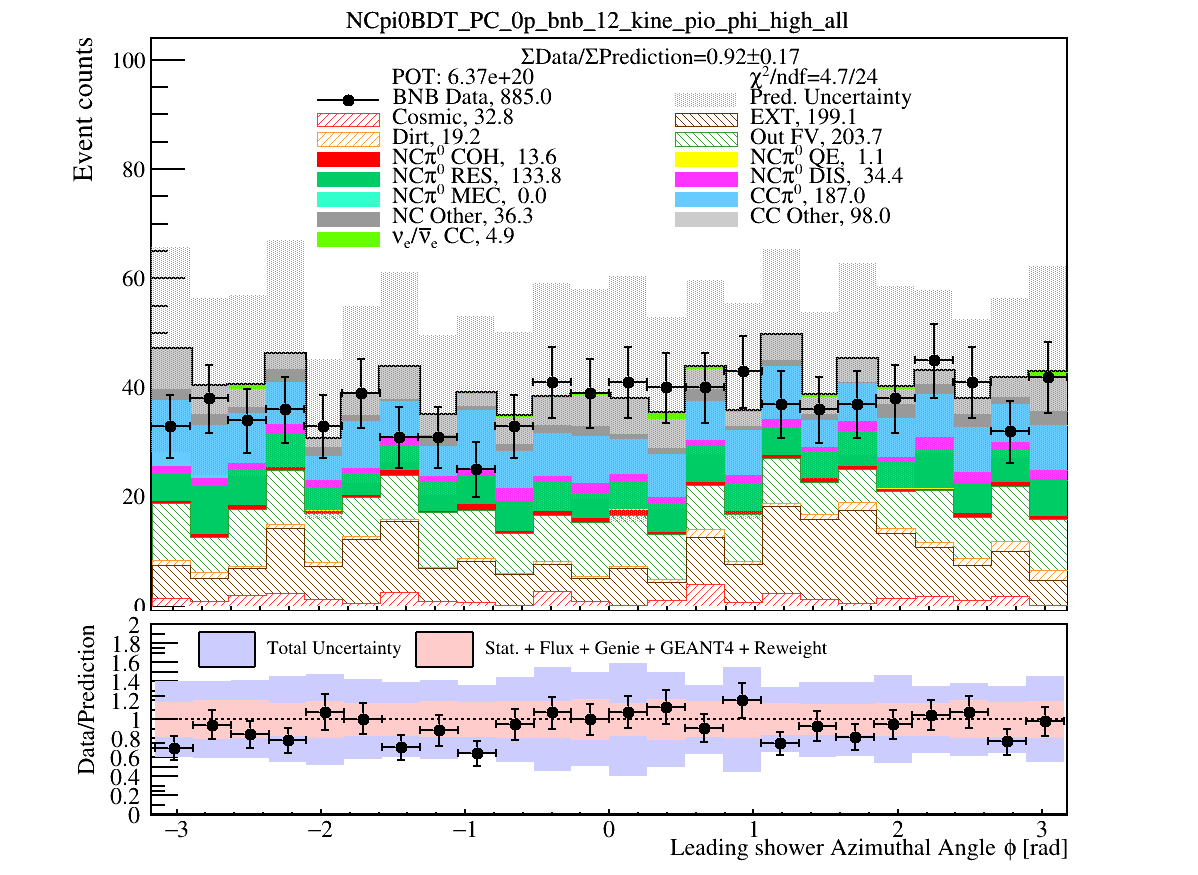 NCpi0BDT_PC_0p_bnb_12_kine_pio_phi_high_all
ΣData/ΣPrediction=0.92±0.17
POT: 6.37e+20
χ²/ndf=4.7/24
BNB Data, 885.0
Pred. Uncertainty
Cosmic, 32.8
EXT, 199.1
Dirt, 19.2
Out FV, 203.7
NCπ⁰ COH, 13.6
NCπ⁰ QE, 1.1
NCπ⁰ RES, 133.8
NCπ⁰ DIS, 34.4
NCπ⁰ MEC, 0.0
CCπ⁰, 187.0
NC Other, 36.3
CC Other, 98.0
νₑ/ν̅ₑ CC, 4.9
Event counts
100
80
60
40
20
0
Total Uncertainty
Stat. + Flux + Genie + GEANT4 + Reweight
Data/Prediction
2
1.8
1.6
1.4
1.2
1
0.8
0.6
0.4
0.2
0
−3 −2 −1 0 1 2 3
Leading shower Azimuthal Angle ϕ [rad]